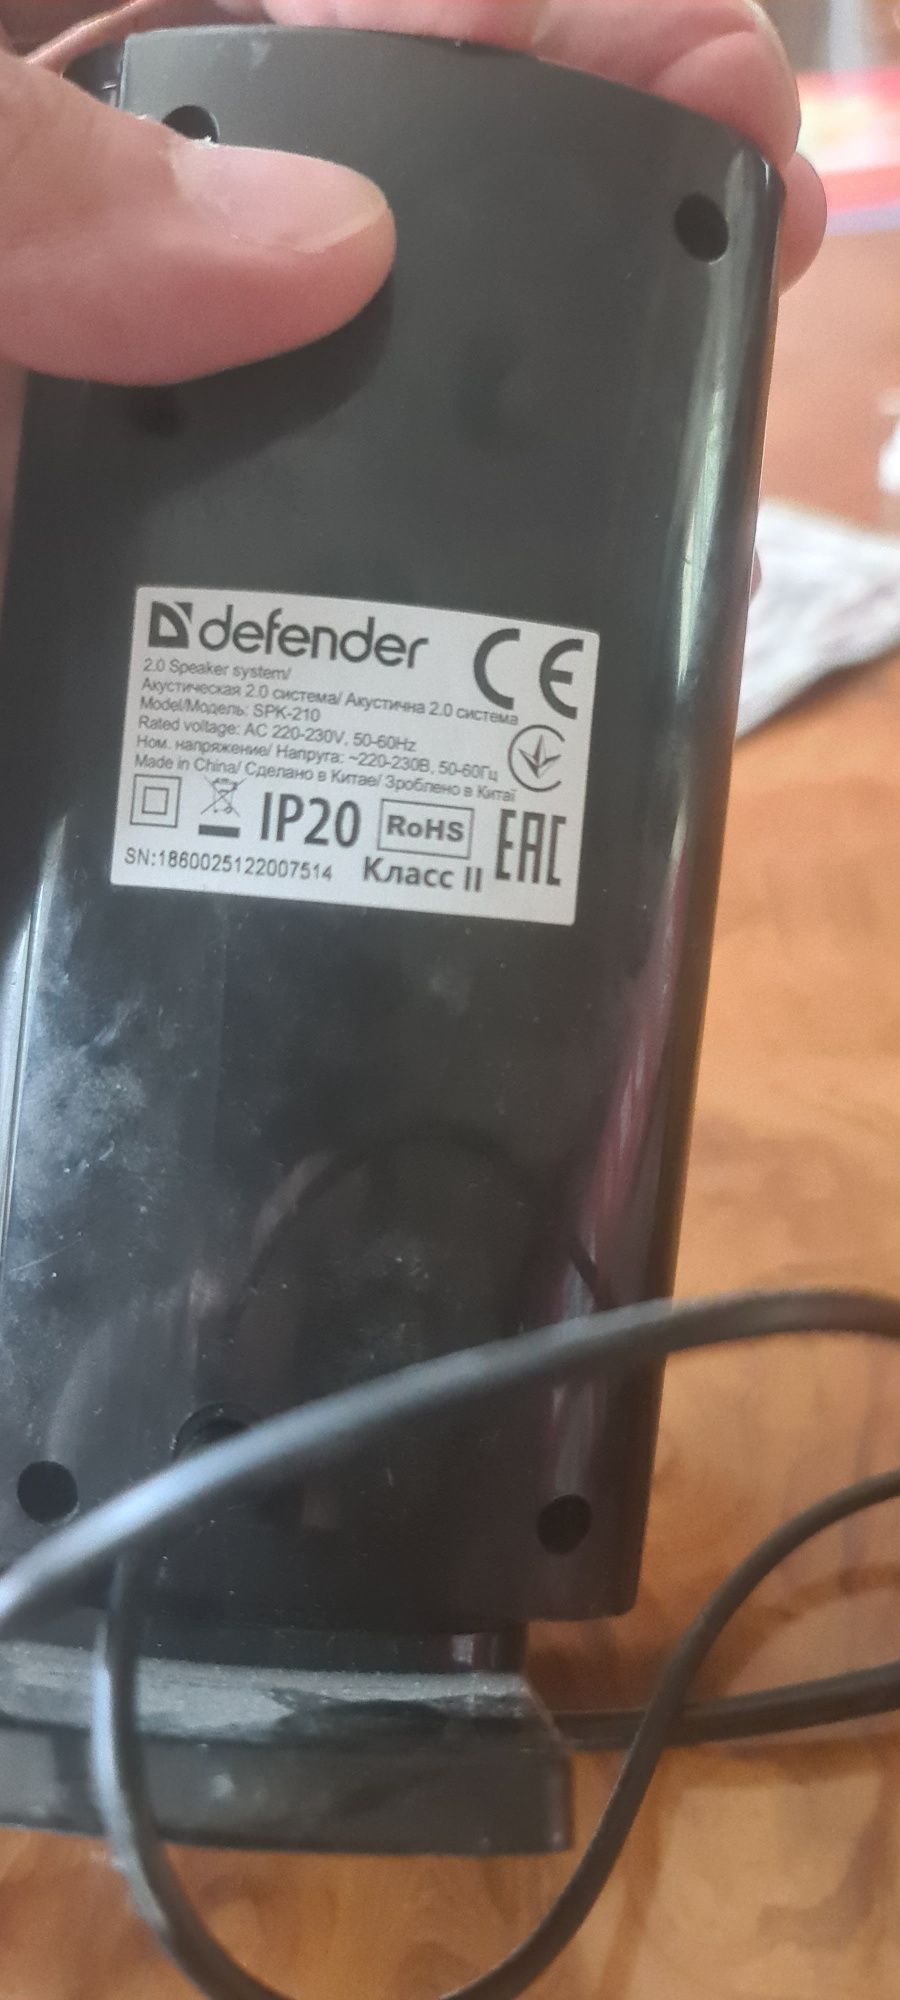 defender CE
2.0 Speaker system/
Акустическая 2.0 система/ Акустична 2.0 система
Model/Модель: SPK-210
Rated voltage: AC 220-230V, 50-60Hz
Ном. напряжение/ Напруга: ~220-230В, 50-60Гц
Made in China/ Сделано в Китае/ Зроблено в Китаї
IP20 RoHS EAC
SN:1860025122007514 Класс II